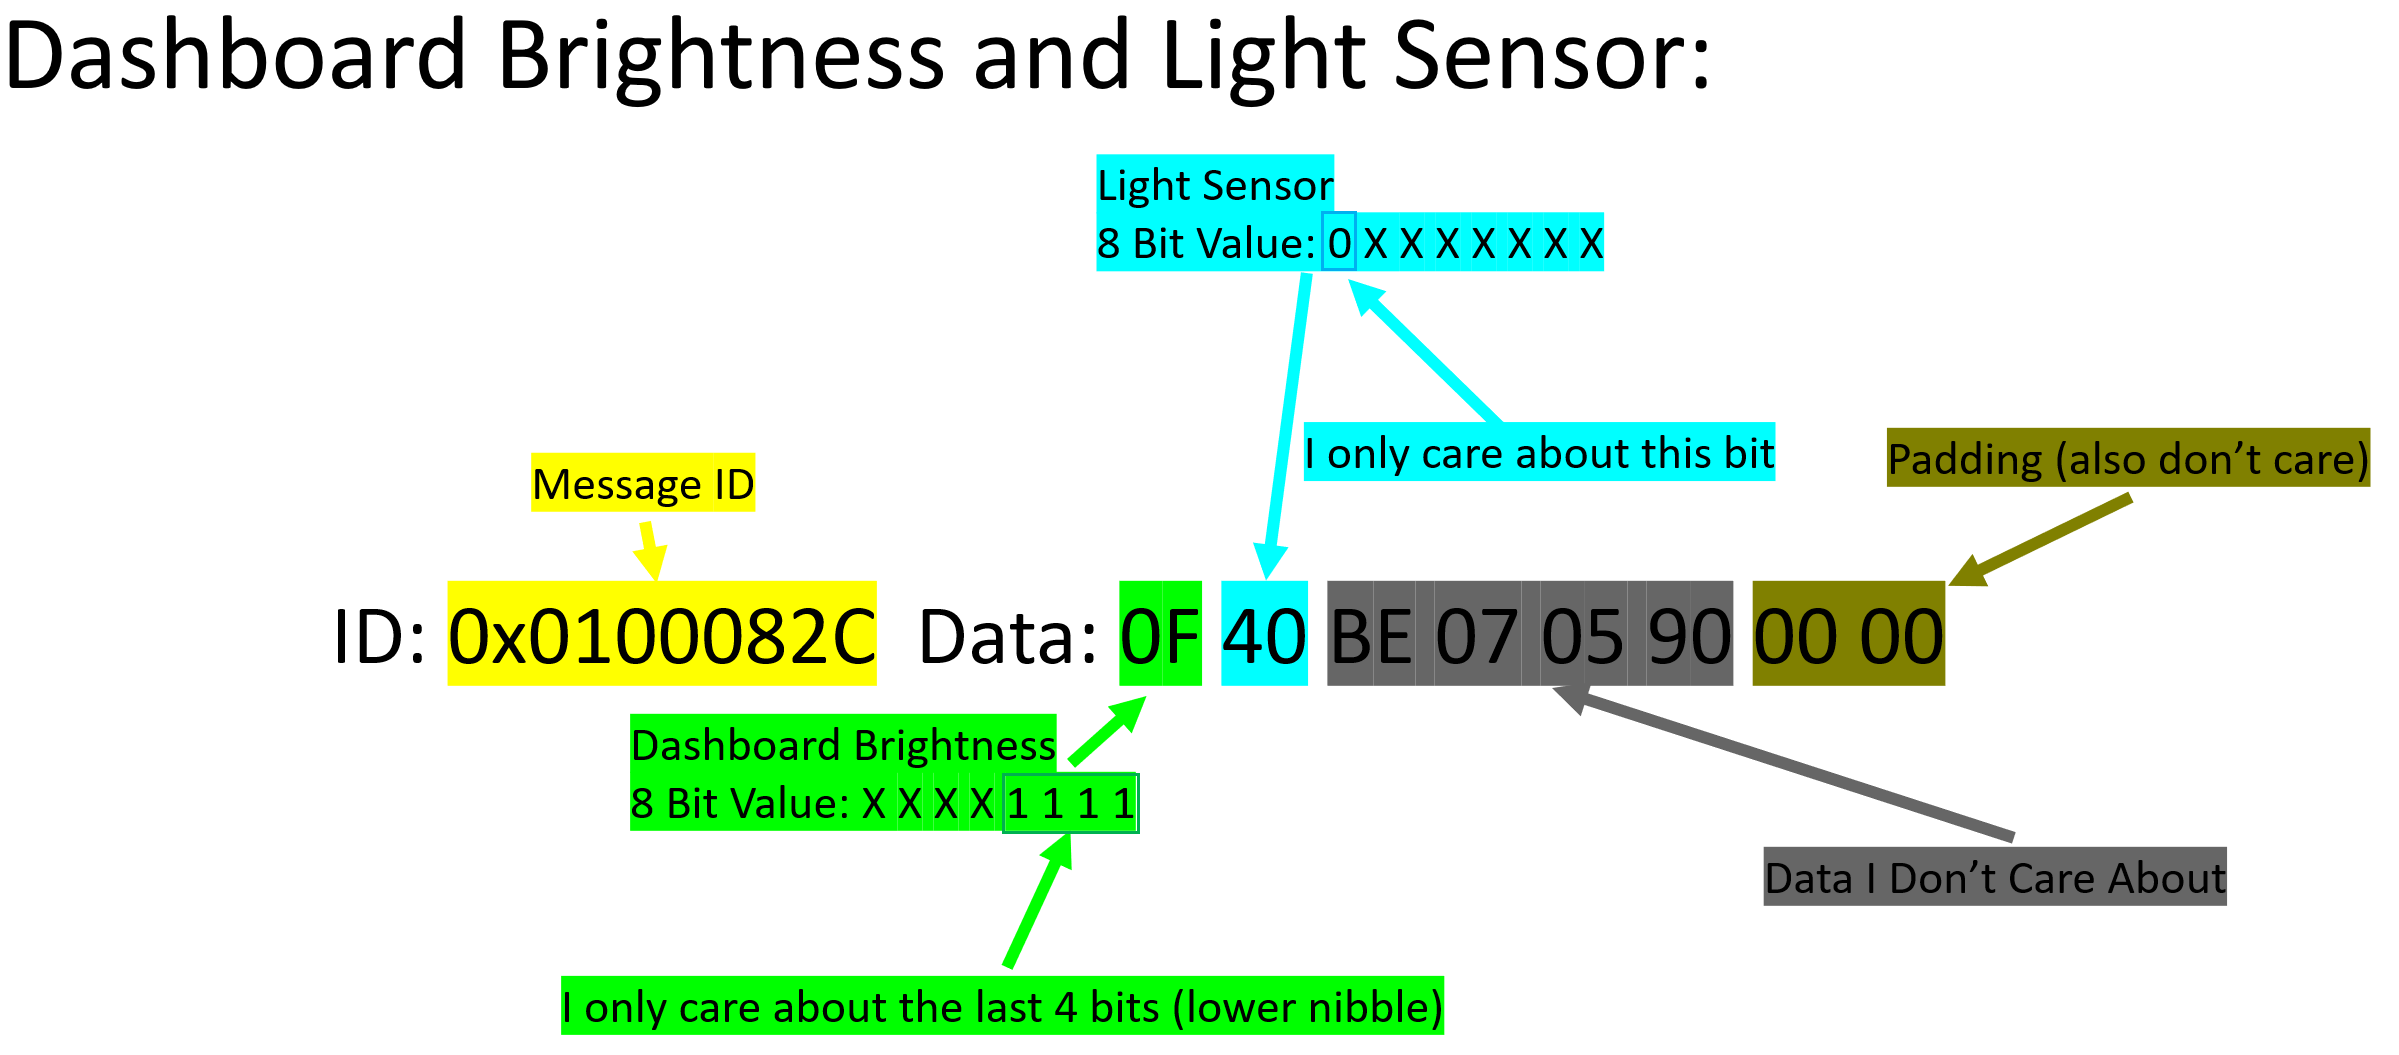 Dashboard Brightness and Light Sensor:
Light Sensor
8 Bit Value: 0 X X X X X X X
I only care about this bit
Padding (also don’t care)
Message ID
ID: 0x0100082C Data: 0F 40 BE 07 05 90 00 00
Dashboard Brightness
8 Bit Value: X X X X 1 1 1 1
Data I Don’t Care About
I only care about the last 4 bits (lower nibble)